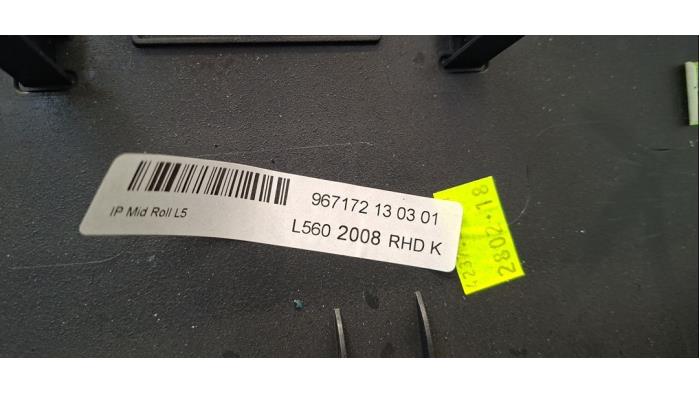 967172 13 03 01
IP Mid Roll L5
L560 2008 RHD K
2802-18